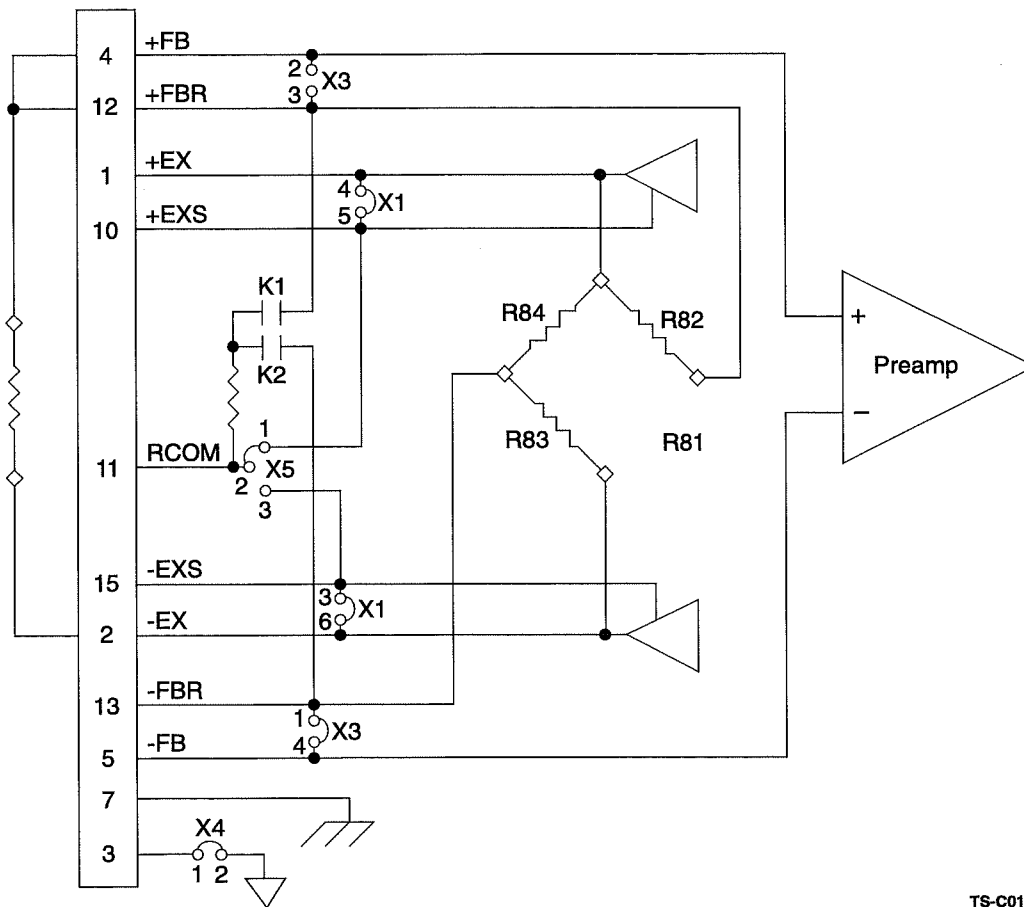 4 +FB
2
X3
3
12 +FBR
1 +EX
4
X1
5
10 +EXS
K1
K2
R84
R82
+
Preamp
−
R83
R81
1
11 RCOM
X5
2
3
15 -EXS
3
X1
6
2 -EX
13 -FBR
1
X3
4
5 -FB
7
X4
3
1 2
TS-C01